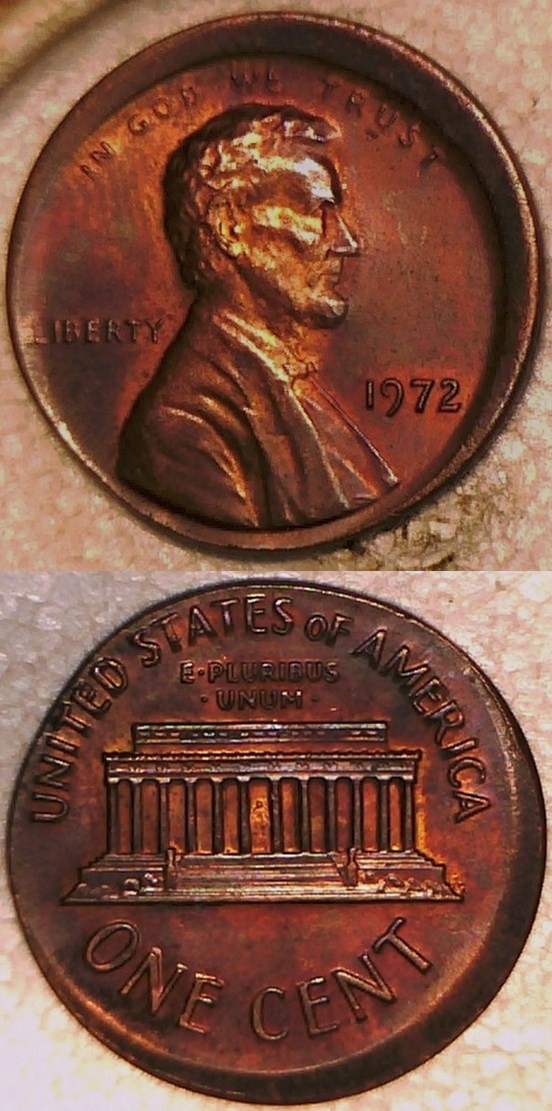 IN GOD WE TRUST
LIBERTY
1972
UNITED STATES OF AMERICA
E·PLURIBUS
·UNUM·
ONE CENT